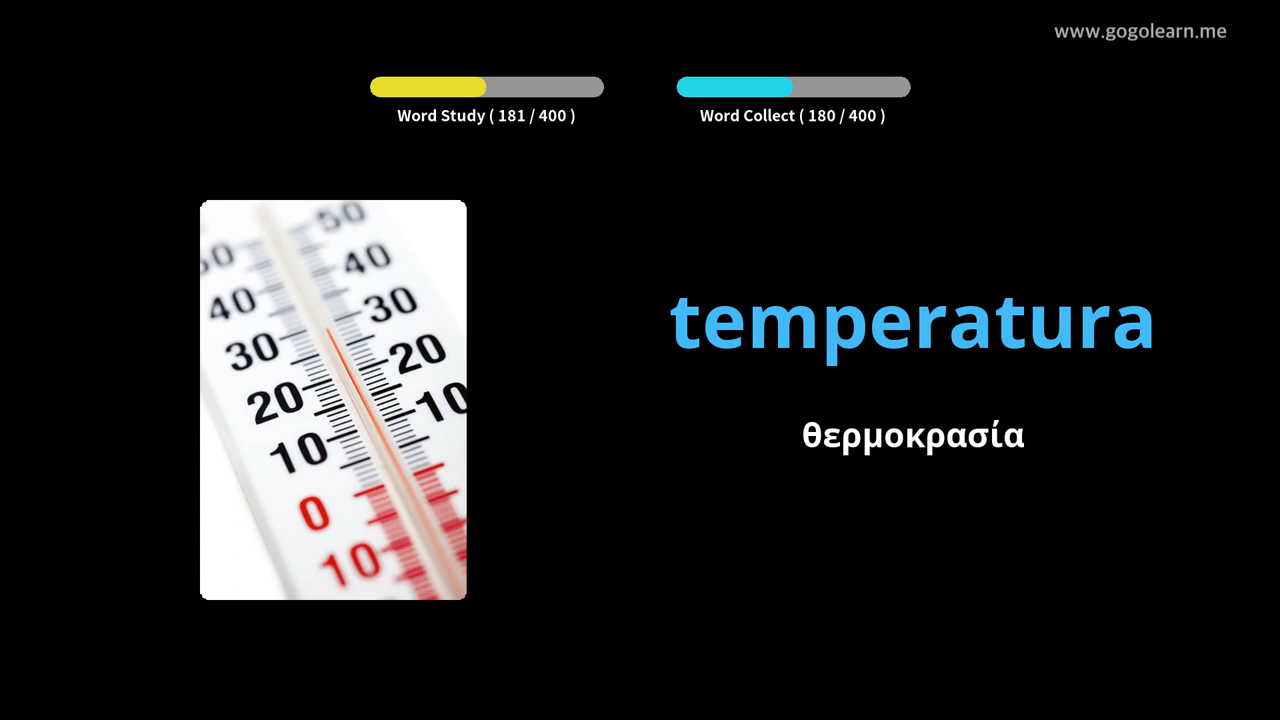 www.gogolearn.me
Word Study ( 181 / 400 )
Word Collect ( 180 / 400 )
50
50
40
40
30
30
20
20
10
10
0
10
temperatura
θερμοκρασία